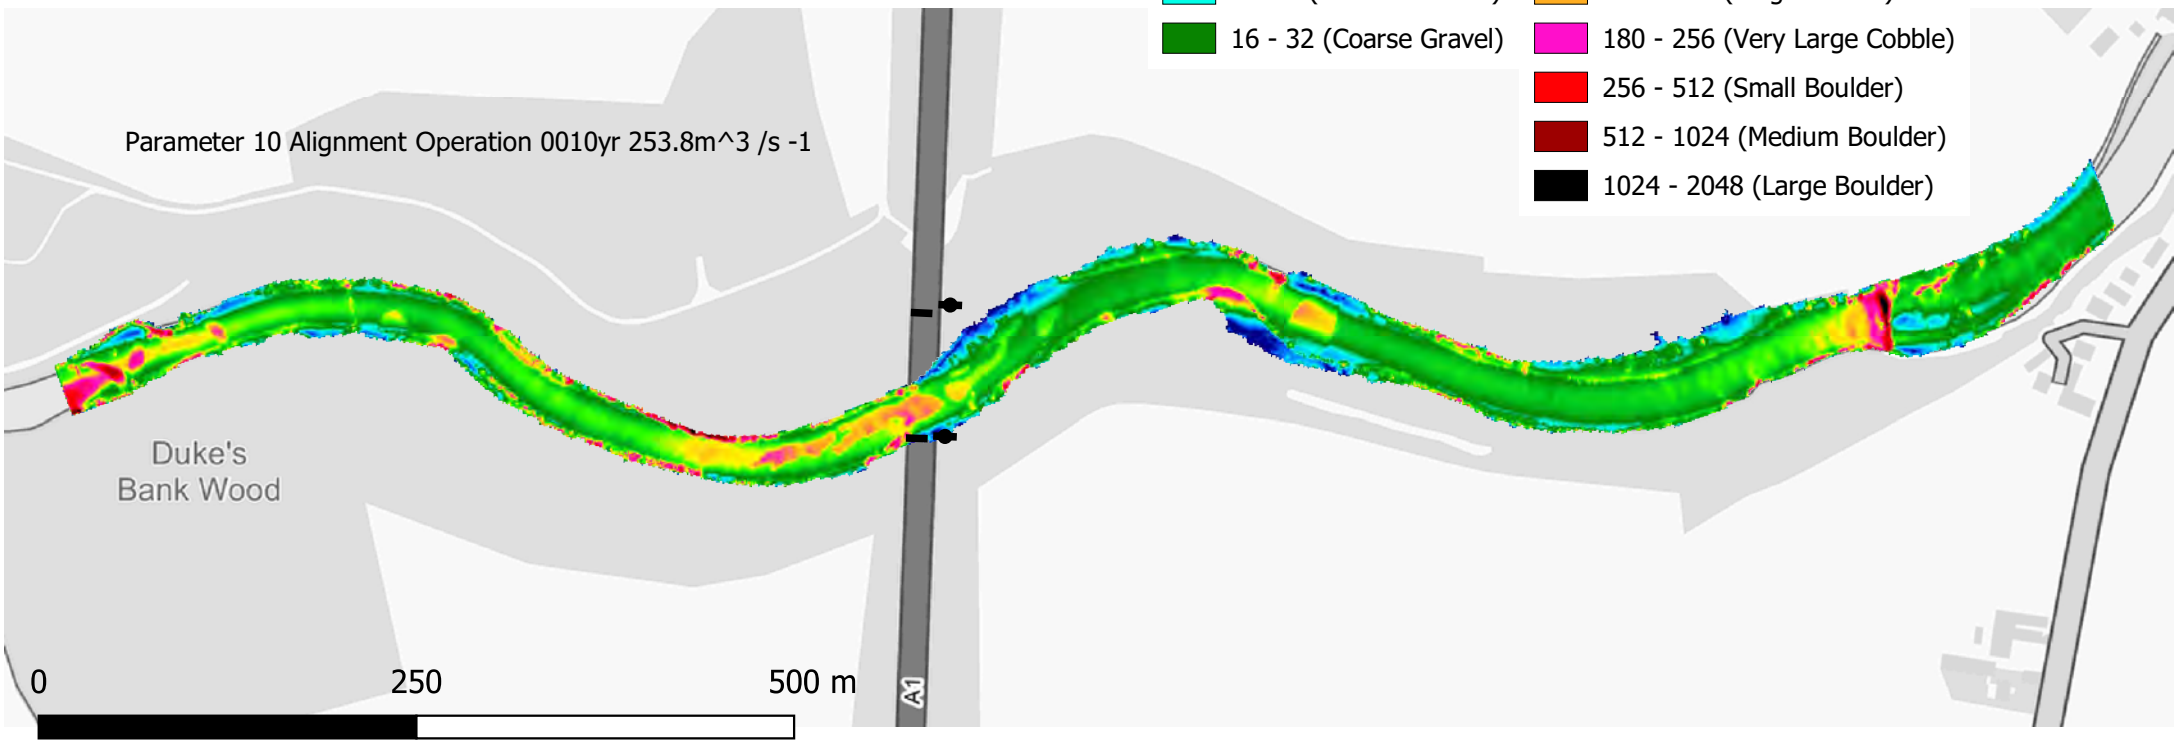 16 - 32 (Coarse Gravel)
180 - 256 (Very Large Cobble)
256 - 512 (Small Boulder)
512 - 1024 (Medium Boulder)
1024 - 2048 (Large Boulder)
Parameter 10 Alignment Operation 0010yr 253.8m^3 /s -1
Duke's
Bank Wood
0 250 500 m
A1